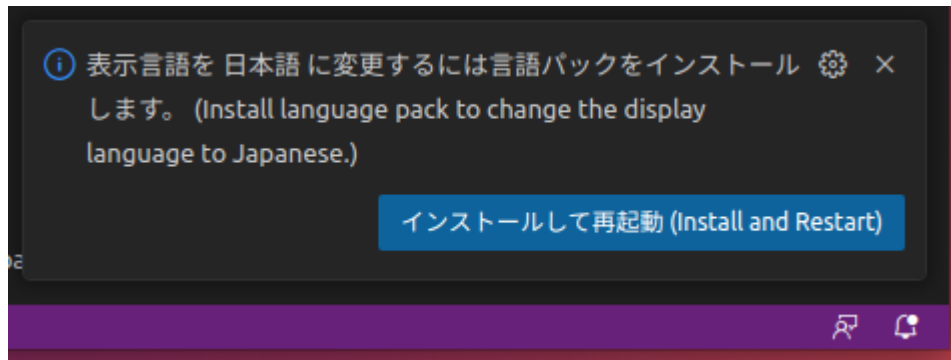 表示言語を 日本語 に変更するには言語パックをインストール
します。 (Install language pack to change the display
language to Japanese.)
インストールして再起動 (Install and Restart)